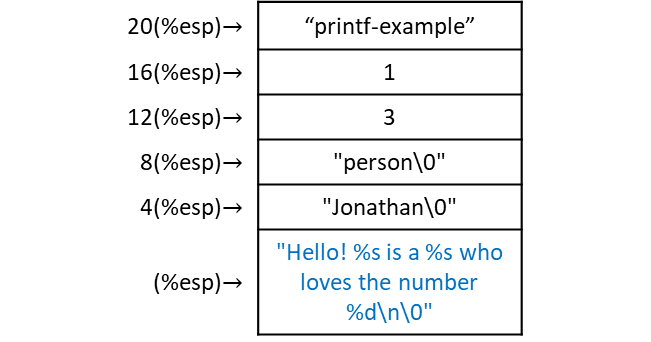 20(%esp)→ “printf-example”
16(%esp)→ 1
12(%esp)→ 3
8(%esp)→ "person\0"
4(%esp)→ "Jonathan\0"
"Hello! %s is a %s who
(%esp)→ loves the number
%d\n\0"